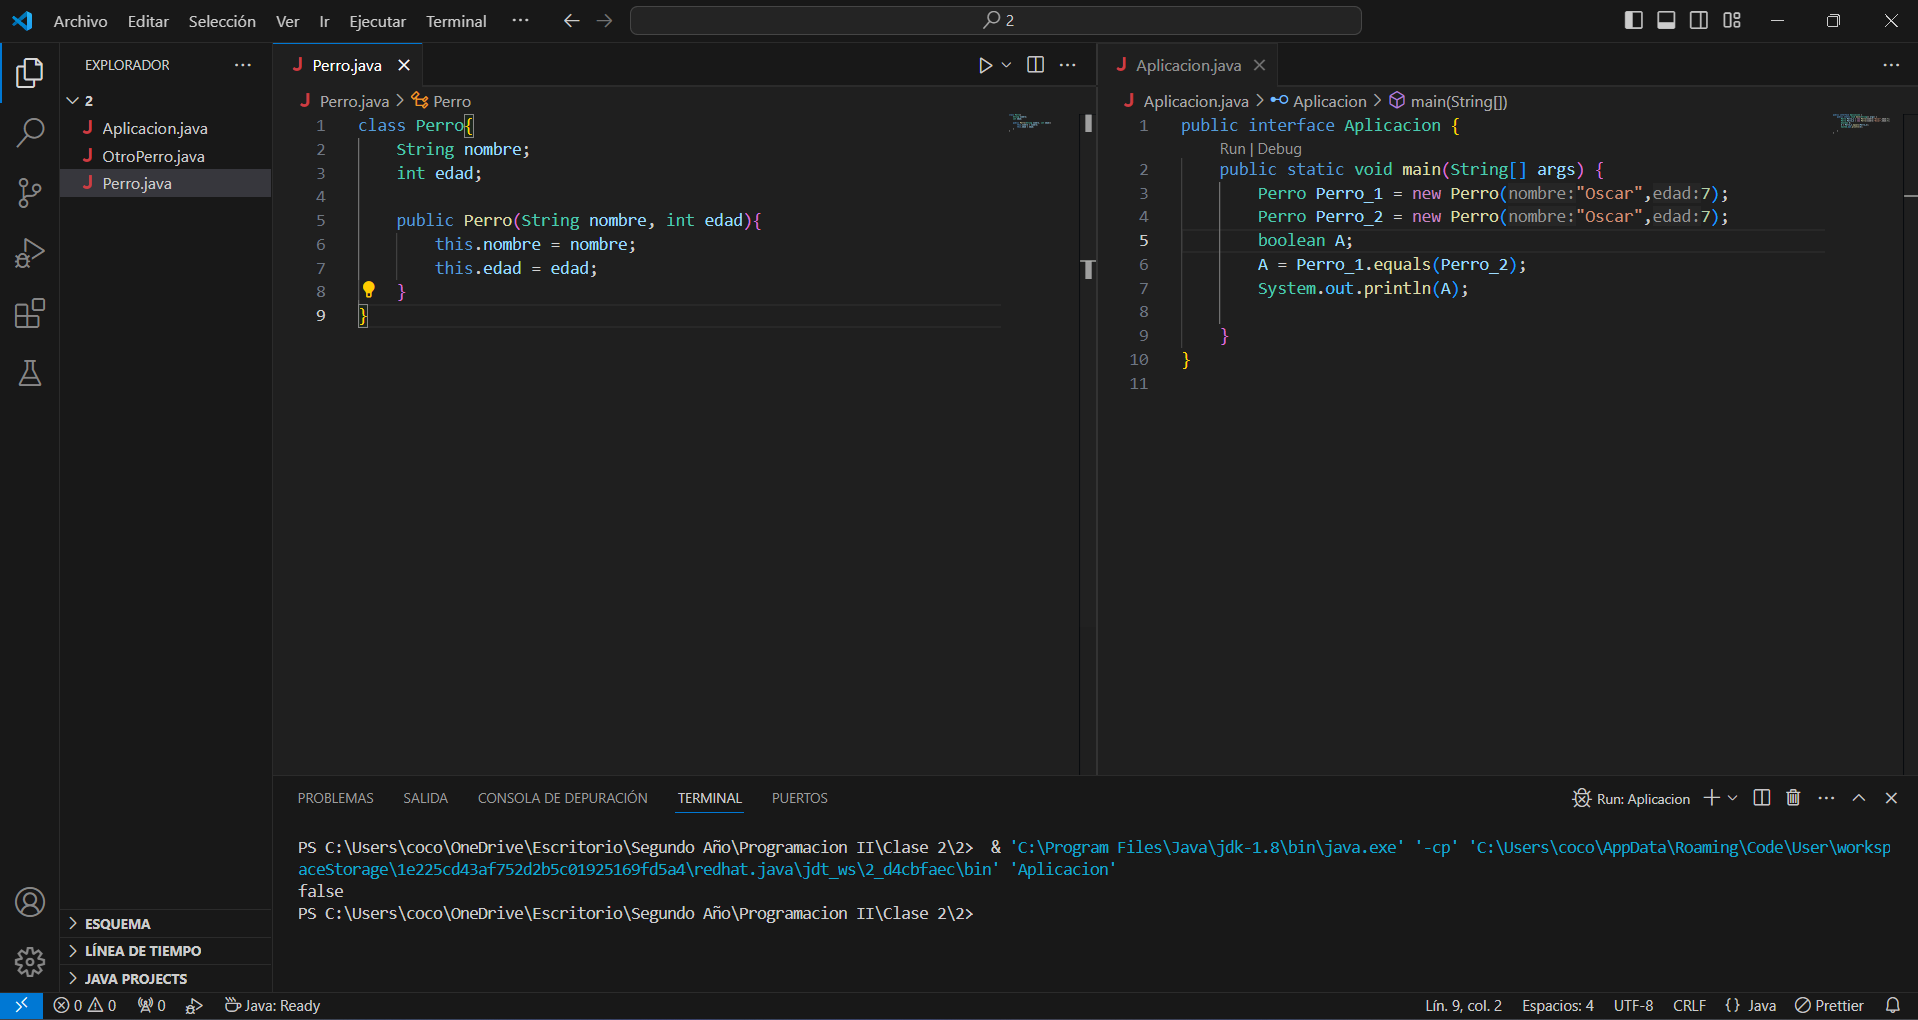 Archivo Editar Selección Ver Ir Ejecutar Terminal ··· 2
EXPLORADOR ···
2
Aplicacion.java
OtroPerro.java
Perro.java
ESQUEMA
LÍNEA DE TIEMPO
JAVA PROJECTS
Perro.java
Perro.java > Perro
1 class Perro{
2 String nombre;
3 int edad;
4
5 public Perro(String nombre, int edad){
6 this.nombre = nombre;
7 this.edad = edad;
8 }
9 }
Aplicacion.java
Aplicacion.java > Aplicacion > main(String[])
1 public interface Aplicacion {
Run | Debug
2 public static void main(String[] args) {
3 Perro Perro_1 = new Perro(nombre:"Oscar",edad:7);
4 Perro Perro_2 = new Perro(nombre:"Oscar",edad:7);
5 boolean A;
6 A = Perro_1.equals(Perro_2);
7 System.out.println(A);
8
9 }
10 }
11
PROBLEMAS SALIDA CONSOLA DE DEPURACIÓN TERMINAL PUERTOS Run: Aplicacion
PS C:\Users\coco\OneDrive\Escritorio\Segundo Año\Programacion II\Clase 2\2>  & 'C:\Program Files\Java\jdk-1.8\bin\java.exe' '-cp' 'C:\Users\coco\AppData\Roaming\Code\User\worksp
aceStorage\1e225cd43af752d2b5c01925169fd5a4\redhat.java\jdt_ws\2_d4cbfaec\bin' 'Aplicacion'
false
PS C:\Users\coco\OneDrive\Escritorio\Segundo Año\Programacion II\Clase 2\2>
0 0 0 Java: Ready Lín. 9, col. 2 Espacios: 4 UTF-8 CRLF {} Java Prettier